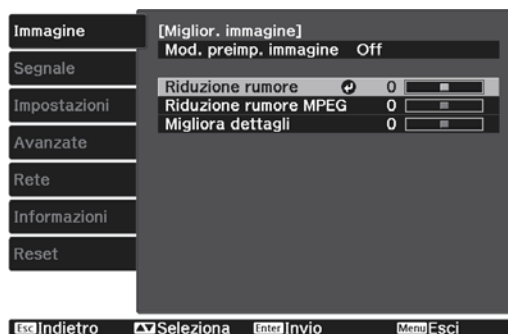 Immagine
Segnale
Impostazioni
Avanzate
Rete
Informazioni
Reset
[Miglior. immagine]
Mod. preimp. immagine Off
Riduzione rumore 0
Riduzione rumore MPEG 0
Migliora dettagli 0
Esc Indietro Seleziona Enter Invio Menu Esci